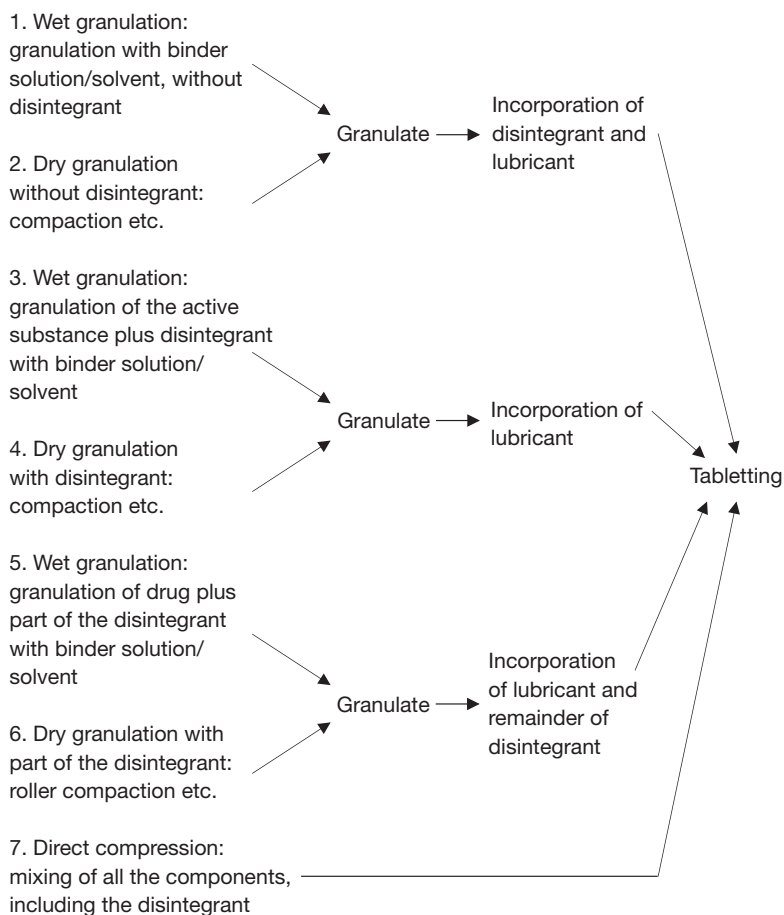 1. Wet granulation:
granulation with binder
solution/solvent, without
disintegrant
2. Dry granulation
without disintegrant:
compaction etc.
Granulate
Incorporation of
disintegrant and
lubricant
3. Wet granulation:
granulation of the active
substance plus disintegrant
with binder solution/
solvent
4. Dry granulation
with disintegrant:
compaction etc.
Granulate
Incorporation of
lubricant
5. Wet granulation:
granulation of drug plus
part of the disintegrant
with binder solution/
solvent
6. Dry granulation with
part of the disintegrant:
roller compaction etc.
Granulate
Incorporation
of lubricant and
remainder of
disintegrant
7. Direct compression:
mixing of all the components,
including the disintegrant
Tabletting